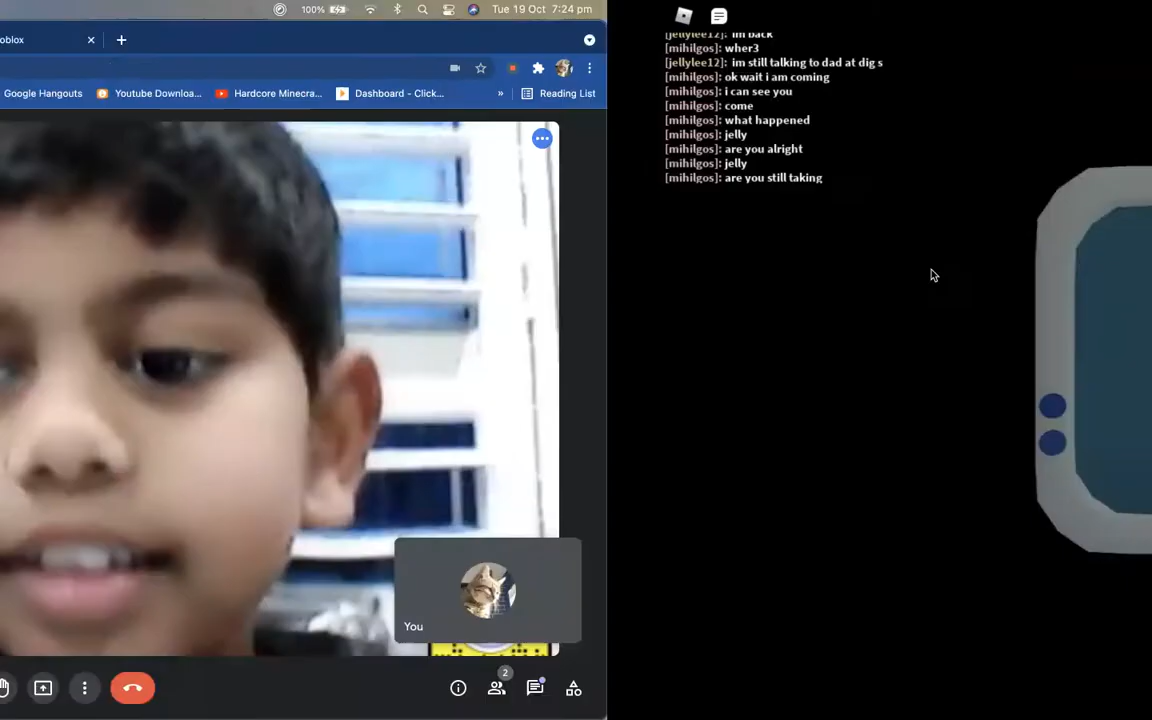 100%
Tue 19 Oct 7:24 pm
oblox
Google Hangouts
Youtube Downloa...
Hardcore Minecra...
Dashboard - Click...
»
Reading List
You
2
[jellylee12]: im back
[mihilgos]: wher3
[jellylee12]: im still talking to dad at dig s
[mihilgos]: ok wait i am coming
[mihilgos]: i can see you
[mihilgos]: come
[mihilgos]: what happened
[mihilgos]: jelly
[mihilgos]: are you alright
[mihilgos]: jelly
[mihilgos]: are you still taking